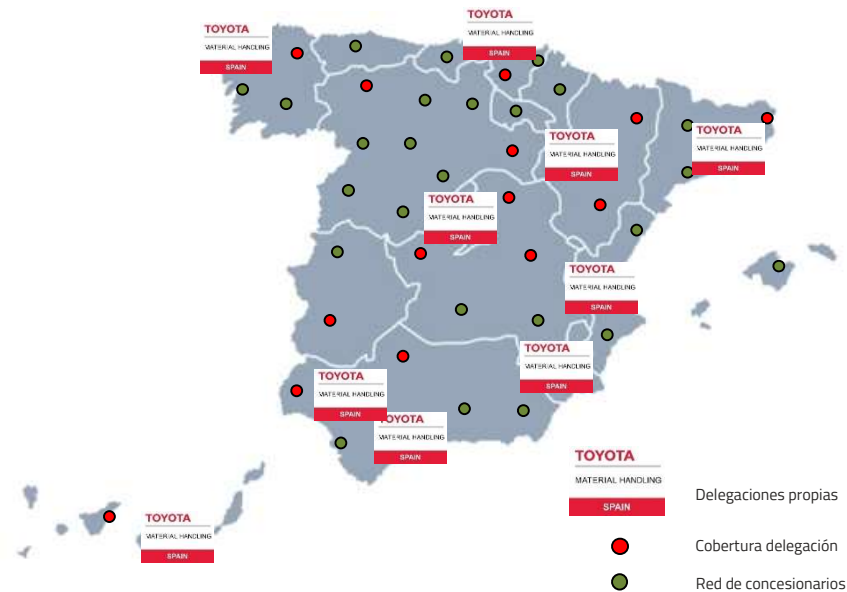 TOYOTA
MATERIAL HANDLING
SPAIN
TOYOTA
MATERIAL HANDLING
SPAIN
TOYOTA
MATERIAL HANDLING
SPAIN
TOYOTA
MATERIAL HANDLING
SPAIN
TOYOTA
MATERIAL HANDLING
SPAIN
TOYOTA
MATERIAL HANDLING
SPAIN
TOYOTA
MATERIAL HANDLING
SPAIN
TOYOTA
MATERIAL HANDLING
SPAIN
OYOTA
MATERIAL HANDLING
SPAIN
TOYOTA
MATERIAL HANDLING
SPAIN
TOYOTA
MATERIAL HANDLING
SPAIN
Delegaciones propias
Cobertura delegación
Red de concesionarios